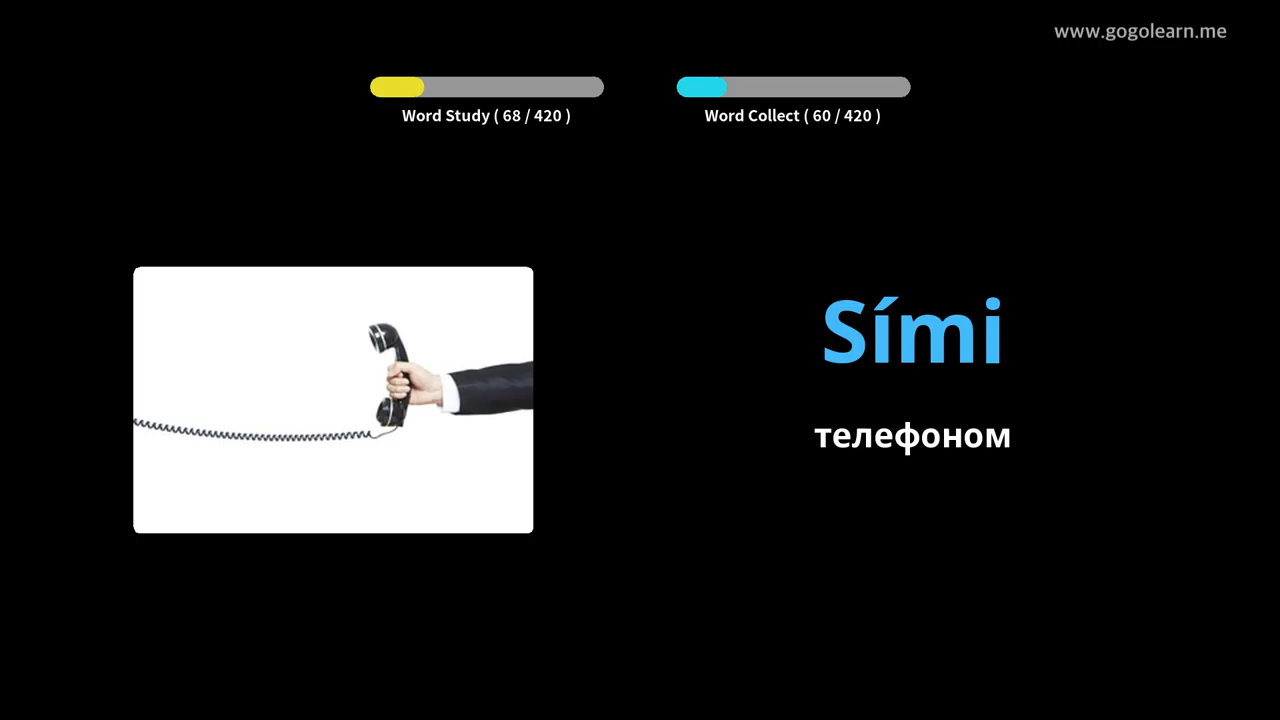 www.gogolearn.me
Word Study ( 68 / 420 )
Word Collect ( 60 / 420 )
Sími
телефоном